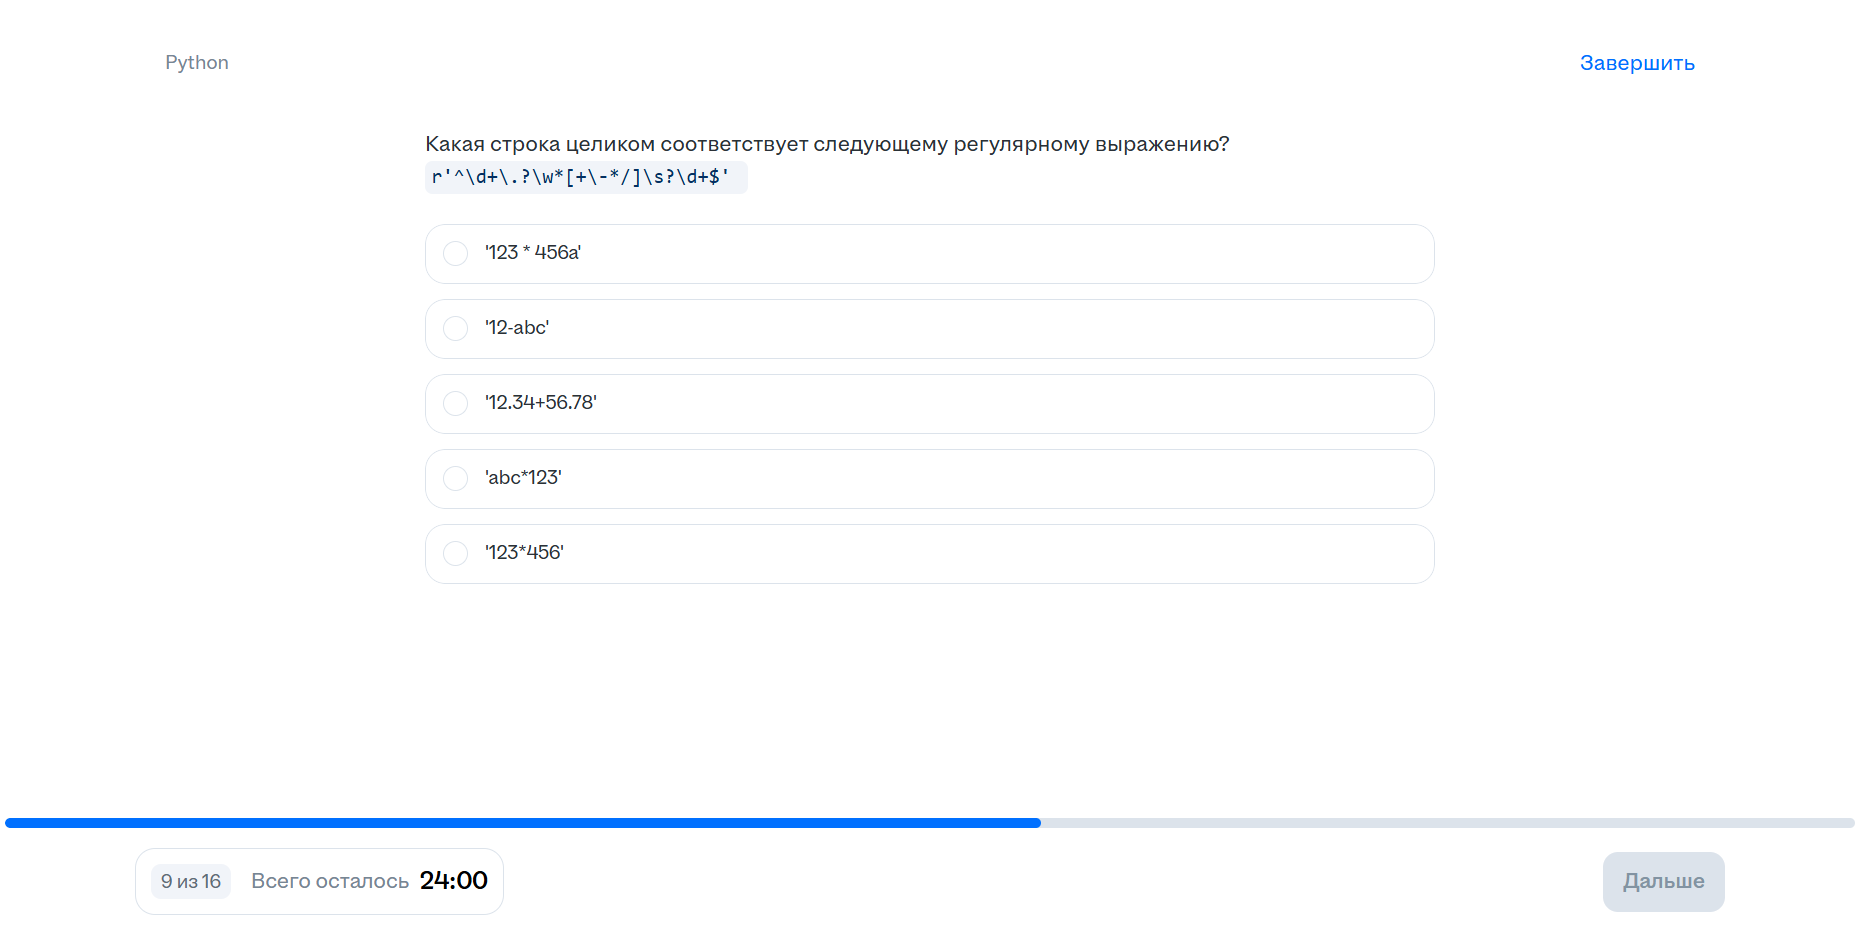 Python
Завершить
Какая строка целиком соответствует следующему регулярному выражению?
r'^\d+\.?\w*[+\-*/]\s?\d+$'
'123 * 456a'
'12-abc'
'12.34+56.78'
'abc*123'
'123*456'
9 из 16
Всего осталось 24:00
Дальше